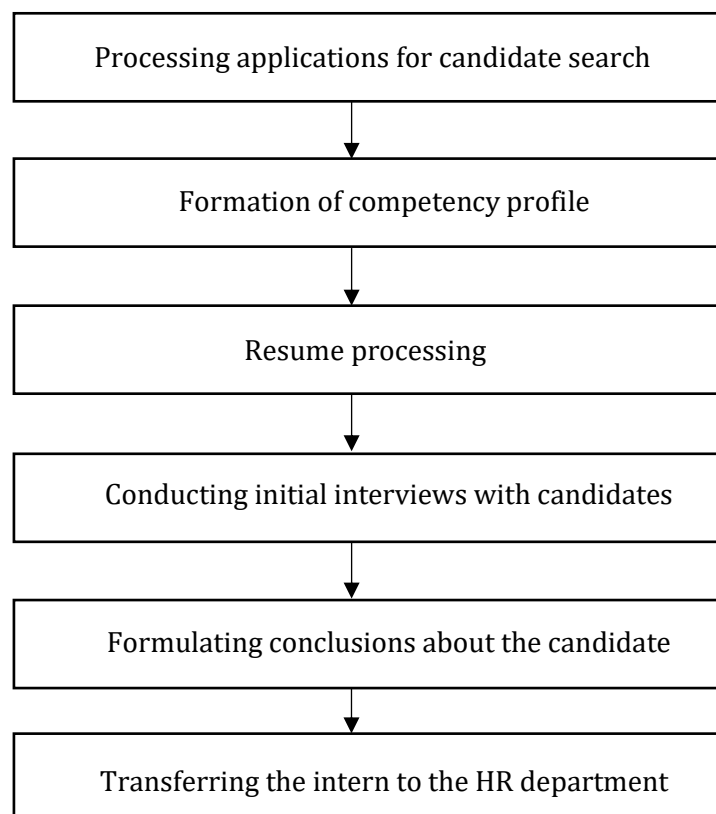 Processing applications for candidate search
Formation of competency profile
Resume processing
Conducting initial interviews with candidates
Formulating conclusions about the candidate
Transferring the intern to the HR department